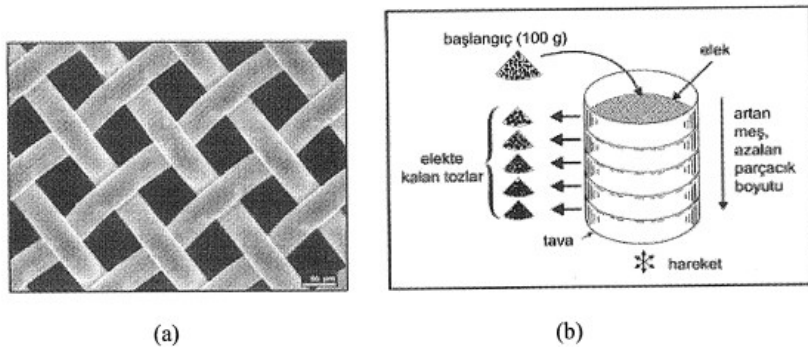 başlangıç (100 g)
elek
elekte
kalan tozlar
artan
meş,
azalan
parçacık
boyutu
tava
hareket
(a)
(b)